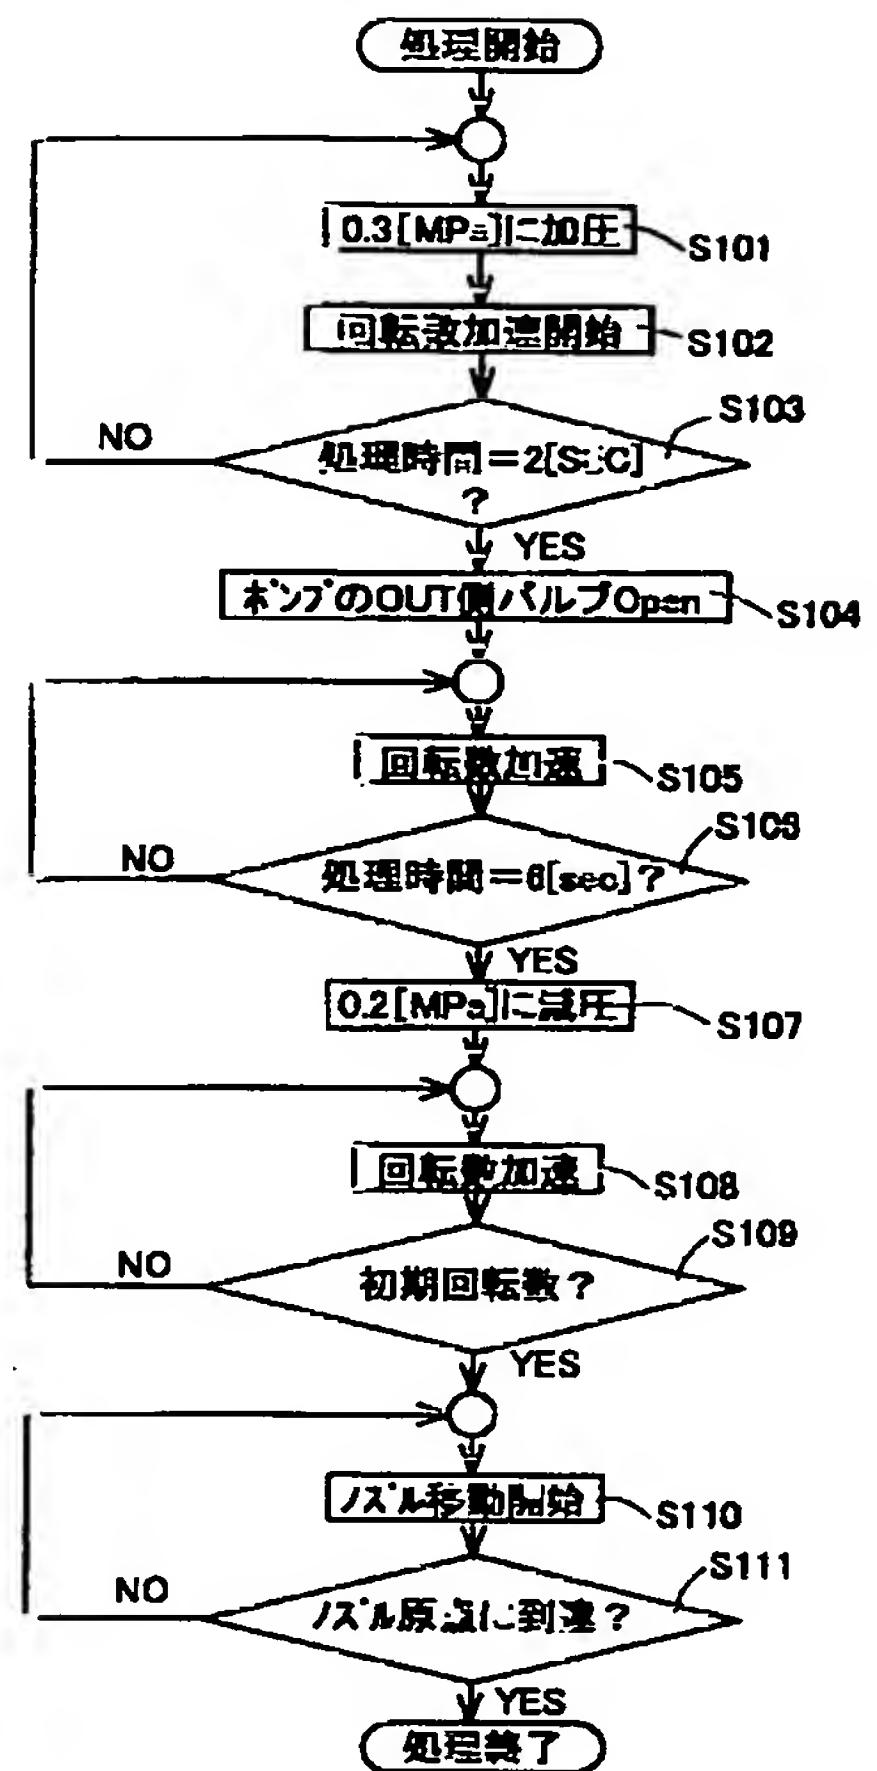 処理開始
0.3[MPa]に加圧
S101
回転数加速開始
S102
S103
NO
処理時間=2[SEC]
?
YES
ポンプのOUT側バルブOpen
S104
回転数加速
S105
S106
NO
処理時間=6[sec]?
YES
0.2[MPa]に減圧
S107
回転数加速
S108
S109
NO
初期回転数?
YES
ノズル移動開始
S110
S111
NO
ノズル原点に到達?
YES
処理終了